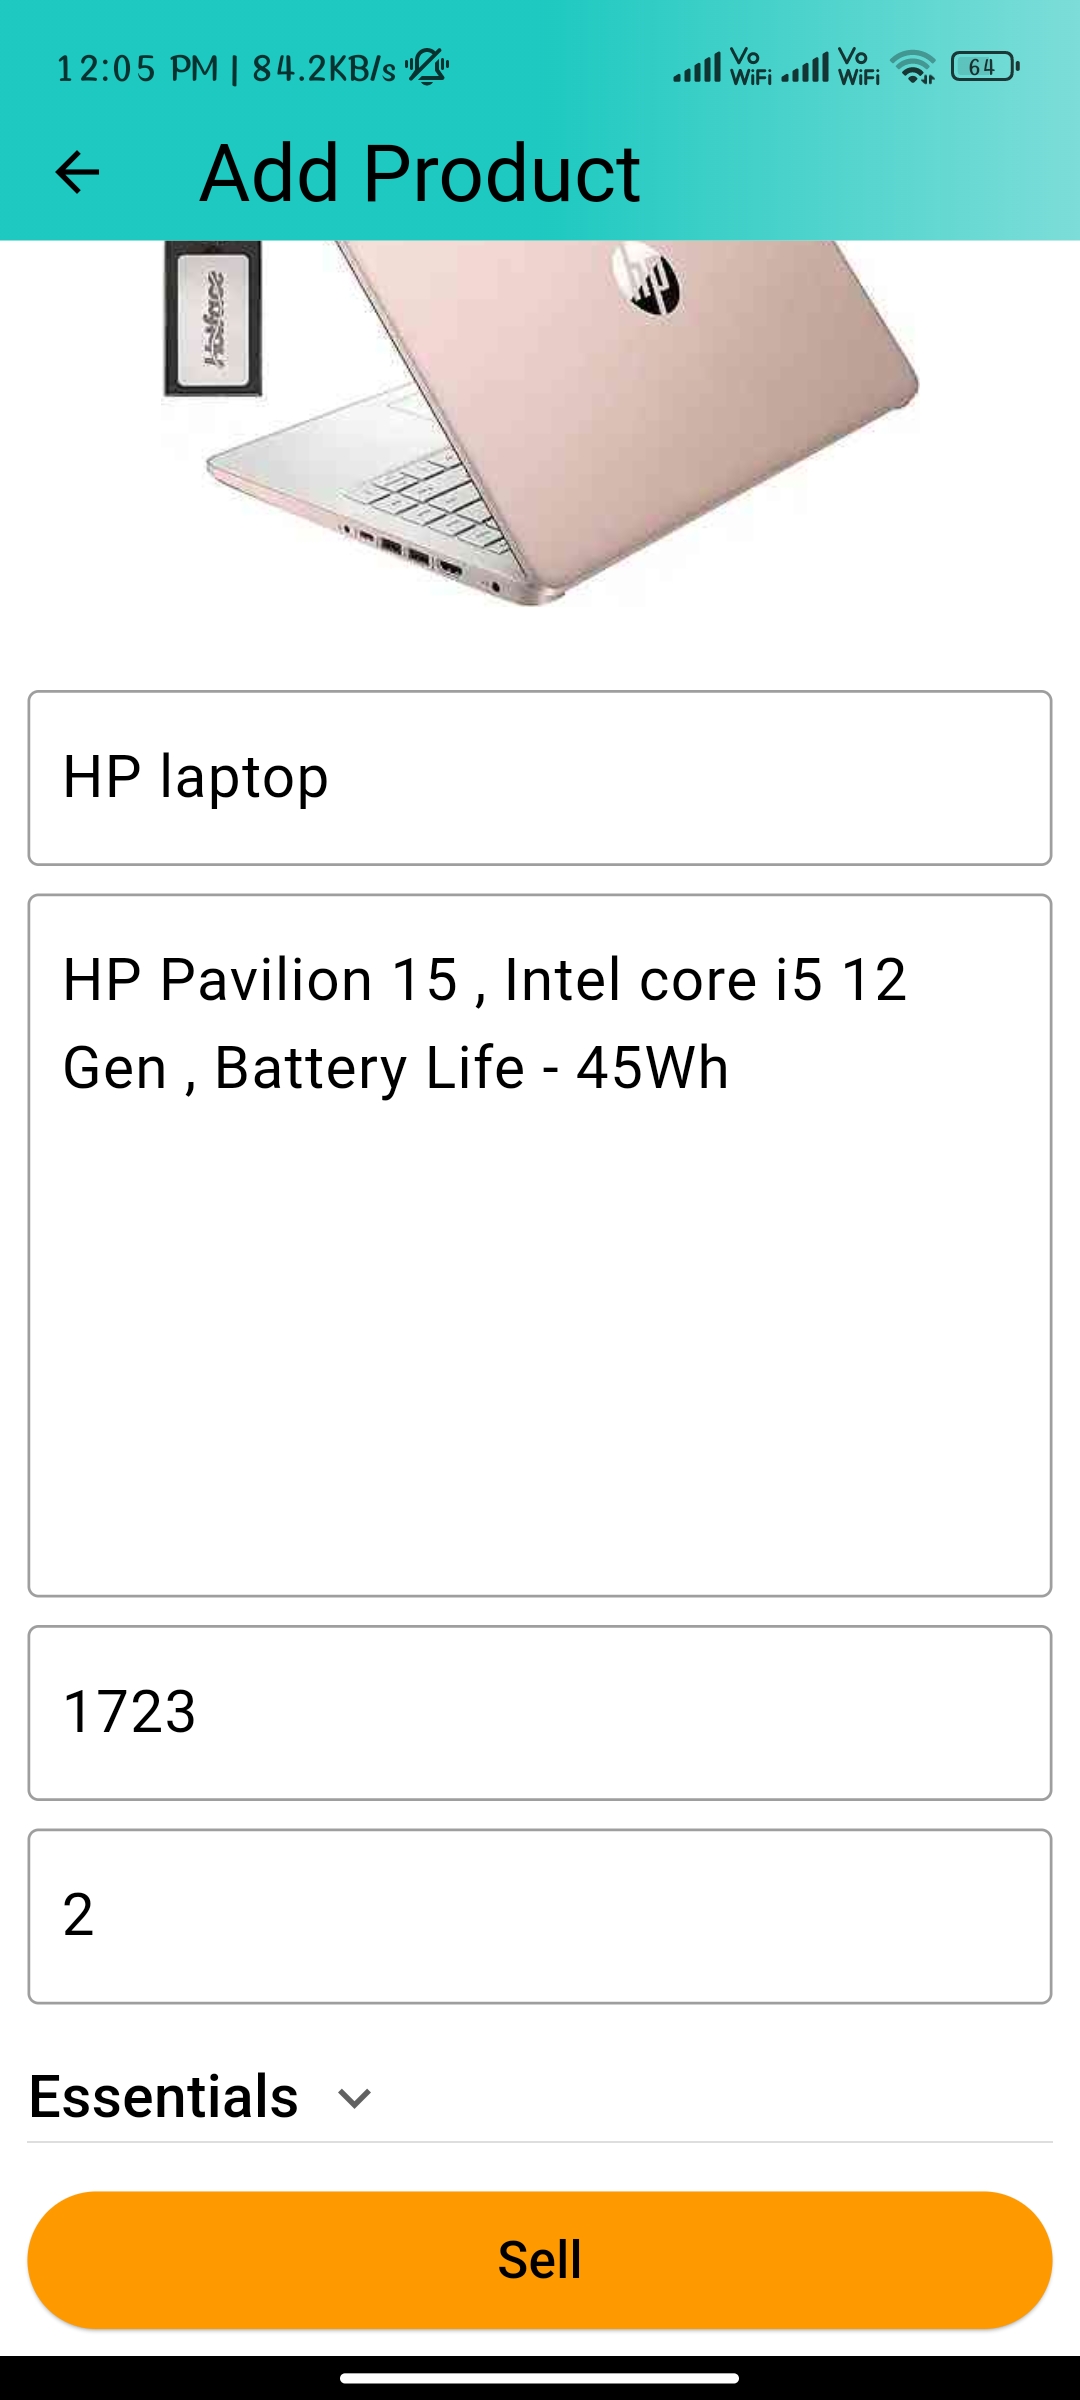 12:05 PM | 84.2KB/s
Vo WiFi Vo WiFi 64
Add Product
hp
HP laptop
HP Pavilion 15 , Intel core i5 12
Gen , Battery Life - 45Wh
1723
2
Essentials
Sell